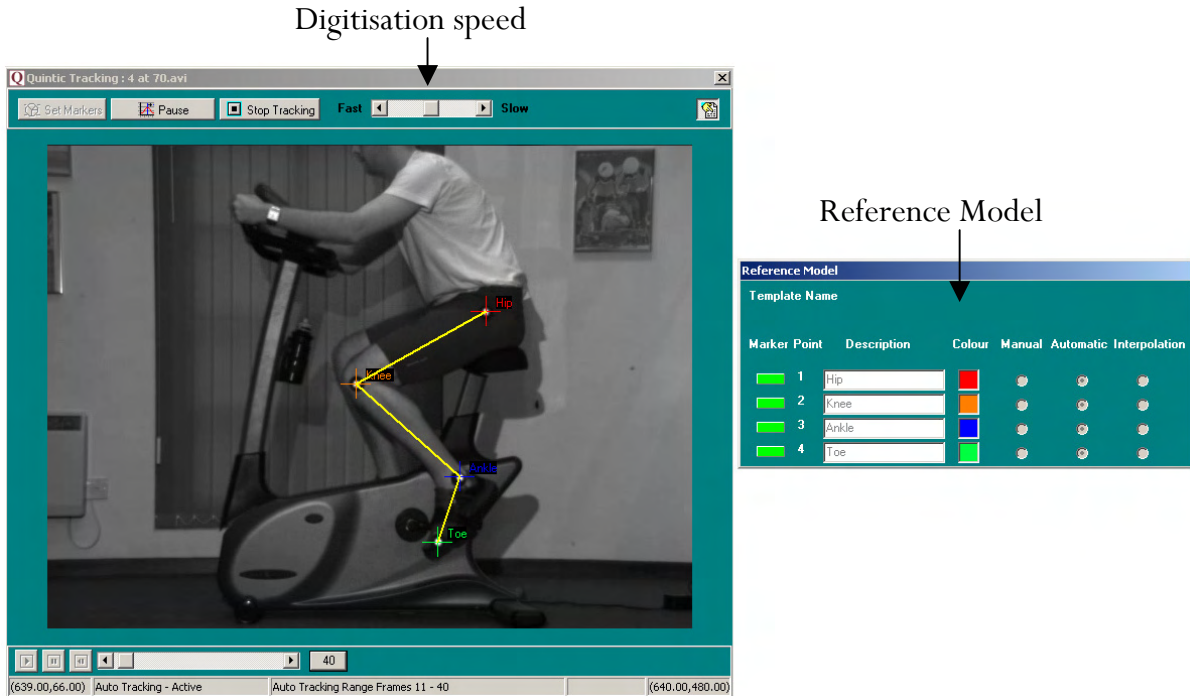 Digitisation speed
Quintic Tracking : 4 at 70.avi
Set Markers Pause Stop Tracking Fast Slow
Hip
Knee
Ankle
Toe
40
(639.00,66.00) Auto Tracking - Active Auto Tracking Range Frames 11 - 40 (640.00,480.00)
Reference Model
Reference Model
Template Name
Marker Point Description Colour Manual Automatic Interpolation
1 Hip
2 Knee
3 Ankle
4 Toe